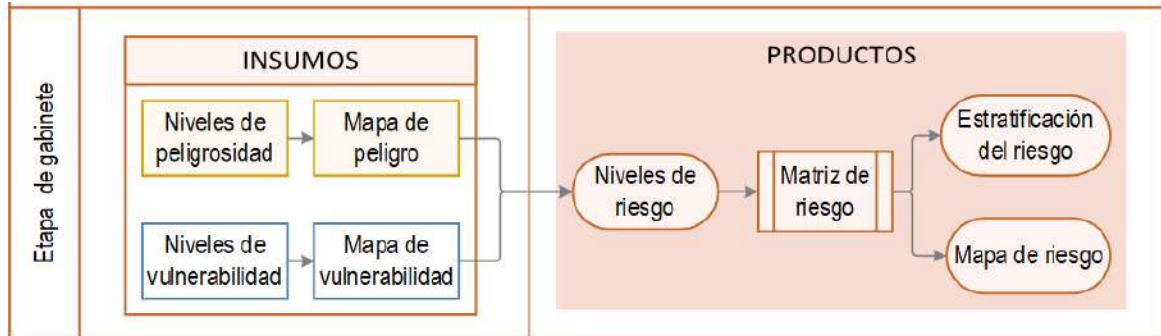 Etapa de gabinete
INSUMOS
Niveles de
peligrosidad
Mapa de
peligro
Niveles de
vulnerabilidad
Mapa de
vulnerabilidad
PRODUCTOS
Niveles de
riesgo
Matriz de
riesgo
Estratificación
del riesgo
Mapa de riesgo